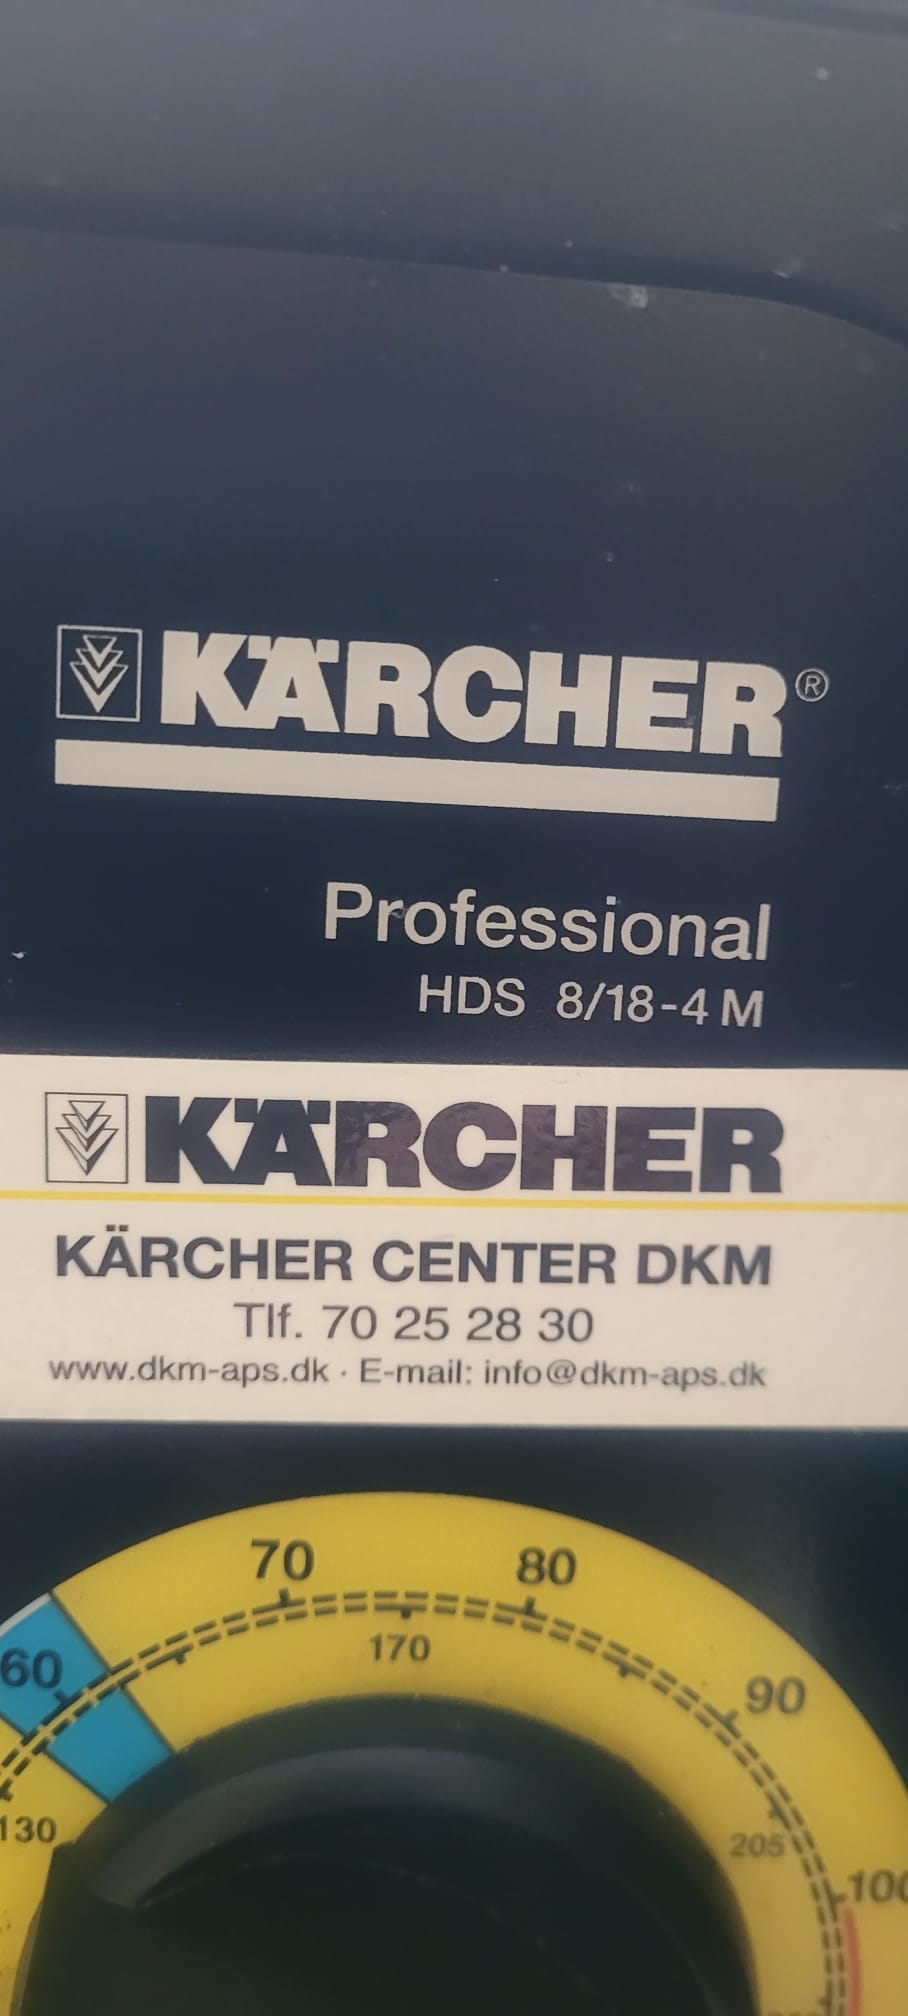 KÄRCHER®
Professional
HDS 8/18-4 M
KÄRCHER
KÄRCHER CENTER DKM
Tlf. 70 25 28 30
www.dkm-aps.dk · E-mail: info@dkm-aps.dk
70
80
60
170
90
130
205
100